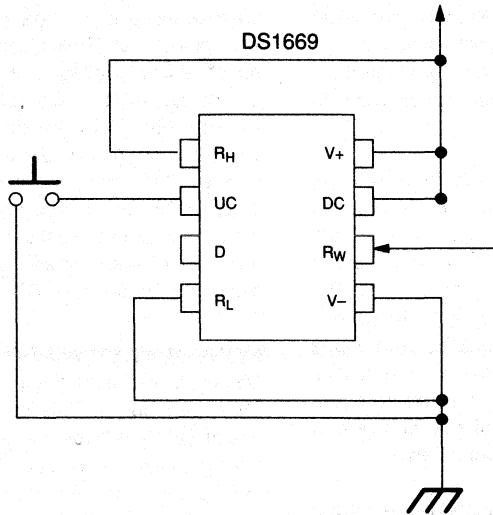 DS1669
RH V+
UC DC
D RW
RL V–